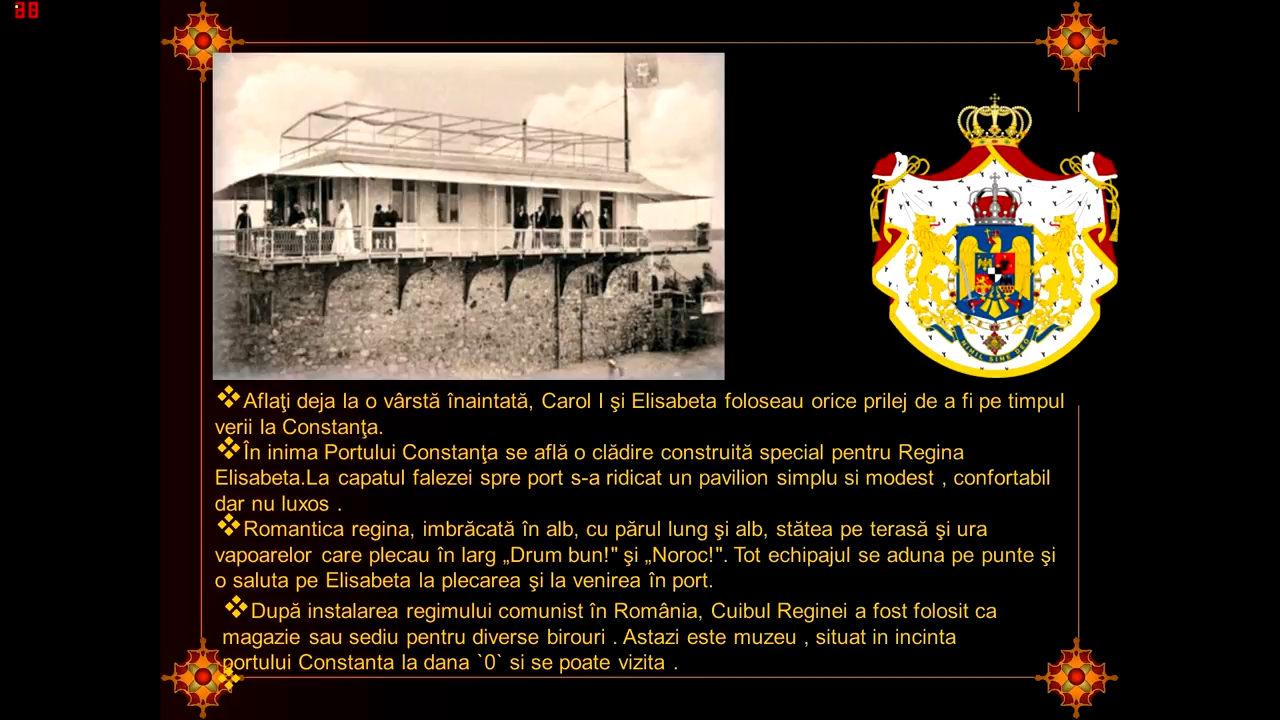 88
NIHIL SINE DEO
❖Aflaţi deja la o vârstă înaintată, Carol I şi Elisabeta foloseau orice prilej de a fi pe timpul
verii la Constanţa.
❖În inima Portului Constanţa se află o clădire construită special pentru Regina
Elisabeta.La capatul falezei spre port s-a ridicat un pavilion simplu si modest , confortabil
dar nu luxos .
❖Romantica regina, imbrăcată în alb, cu părul lung şi alb, stătea pe terasă şi ura
vapoarelor care plecau în larg „Drum bun!" şi „Noroc!". Tot echipajul se aduna pe punte şi
o saluta pe Elisabeta la plecarea şi la venirea în port.
❖După instalarea regimului comunist în România, Cuibul Reginei a fost folosit ca
magazie sau sediu pentru diverse birouri . Astazi este muzeu , situat in incinta
portului Constanta la dana `0` si se poate vizita .
❖